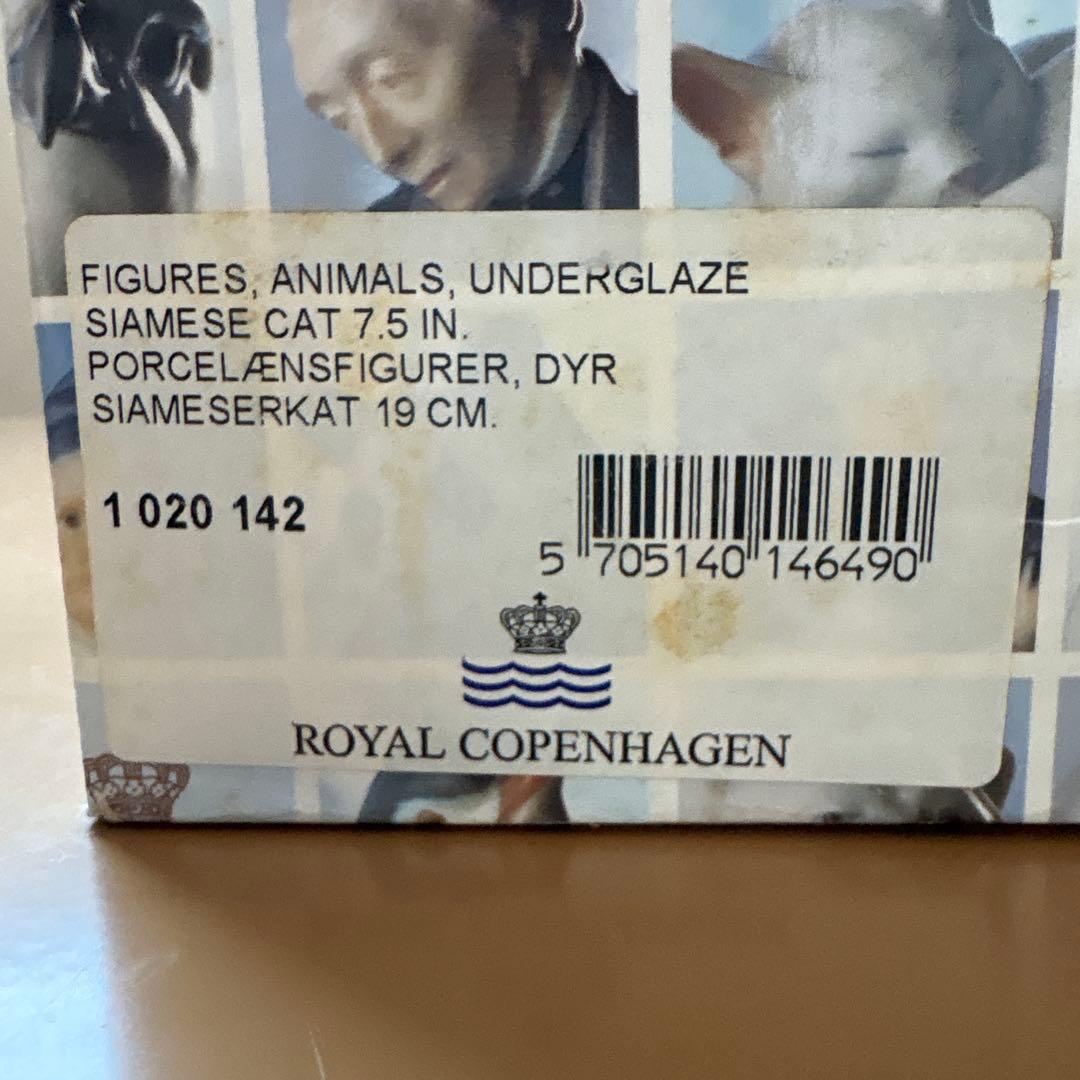 FIGURES, ANIMALS, UNDERGLAZE
SIAMESE CAT 7.5 IN.
PORCELÆNSFIGURER, DYR
SIAMESERKAT 19 CM.
1 020 142
5 705140 146490
ROYAL COPENHAGEN